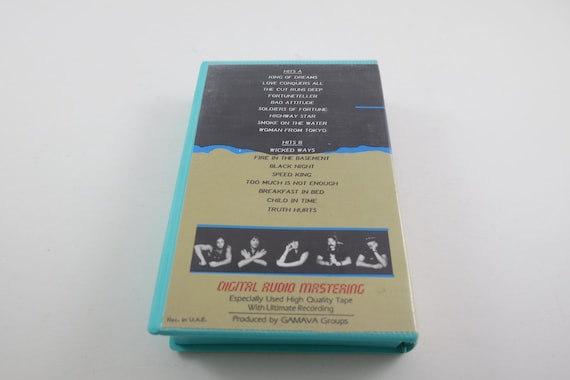 HITS A
KING OF DREAMS
LOVE CONQUERS ALL
THE CUT RUNS DEEP
FORTUNETELLER
BAD ATTITUDE
SOLDIERS OF FORTUNE
HIGHWAY STAR
SMOKE ON THE WATER
WOMAN FROM TOKYO
HITS B
WICKED WAYS
FIRE IN THE BASEMENT
BLACK NIGHT
SPEED KING
TOO MUCH IS NOT ENOUGH
BREAKFAST IN BED
CHILD IN TIME
TRUTH HURTS
DIGITAL AUDIO MASTERING
Especially Used High Quality Tape
With Ultimate Recording
Rec. in U.A.E.
Produced by GAMAVA Groups